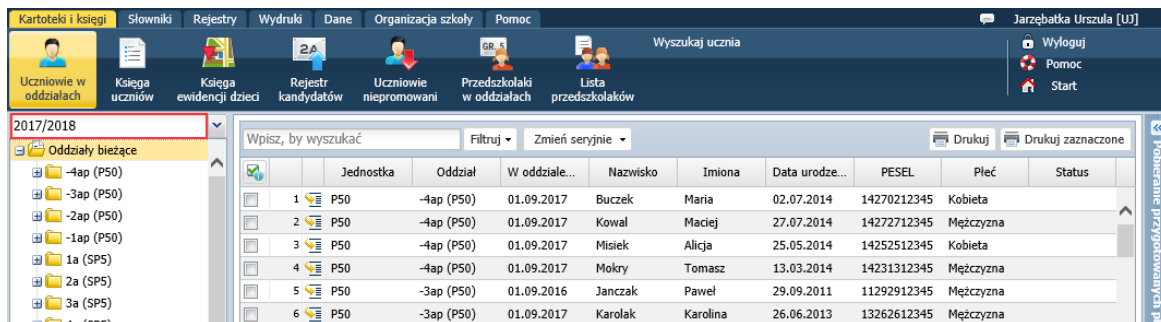 Kartoteki i księgi Słowniki Rejestry Wydruki Dane Organizacja szkoły Pomoc Jarzębatka Urszula [UJ]
2A GR. 5 Wyszukaj ucznia Wyloguj
Pomoc
Start
Uczniowie w oddziałach
Księga uczniów
Księga ewidencji dzieci
Rejestr kandydatów
Uczniowie niepromowani
Przedszkolaki w oddziałach
Lista przedszkolaków
2017/2018
Oddziały bieżące
-4ap (P50)
-3ap (P50)
-2ap (P50)
-1ap (P50)
1a (SP5)
2a (SP5)
3a (SP5)
Wpisz, by wyszukać Filtruj Zmień seryjnie Drukuj Drukuj zaznaczone
Jednostka Oddział W oddziale... Nazwisko Imiona Data urodze... PESEL Płeć Status
1 P50 -4ap (P50) 01.09.2017 Buczek Maria 02.07.2014 14270212345 Kobieta
2 P50 -4ap (P50) 01.09.2017 Kowal Maciej 27.07.2014 14272712345 Mężczyzna
3 P50 -4ap (P50) 01.09.2017 Misiek Alicja 25.05.2014 14252512345 Kobieta
4 P50 -4ap (P50) 01.09.2017 Mokry Tomasz 13.03.2014 14231312345 Mężczyzna
5 P50 -3ap (P50) 01.09.2016 Janczak Paweł 29.09.2011 11292912345 Mężczyzna
6 P50 -3ap (P50) 01.09.2017 Karolak Karolina 26.06.2013 13262612345 Mężczyzna
Pobieranie przygotowanych